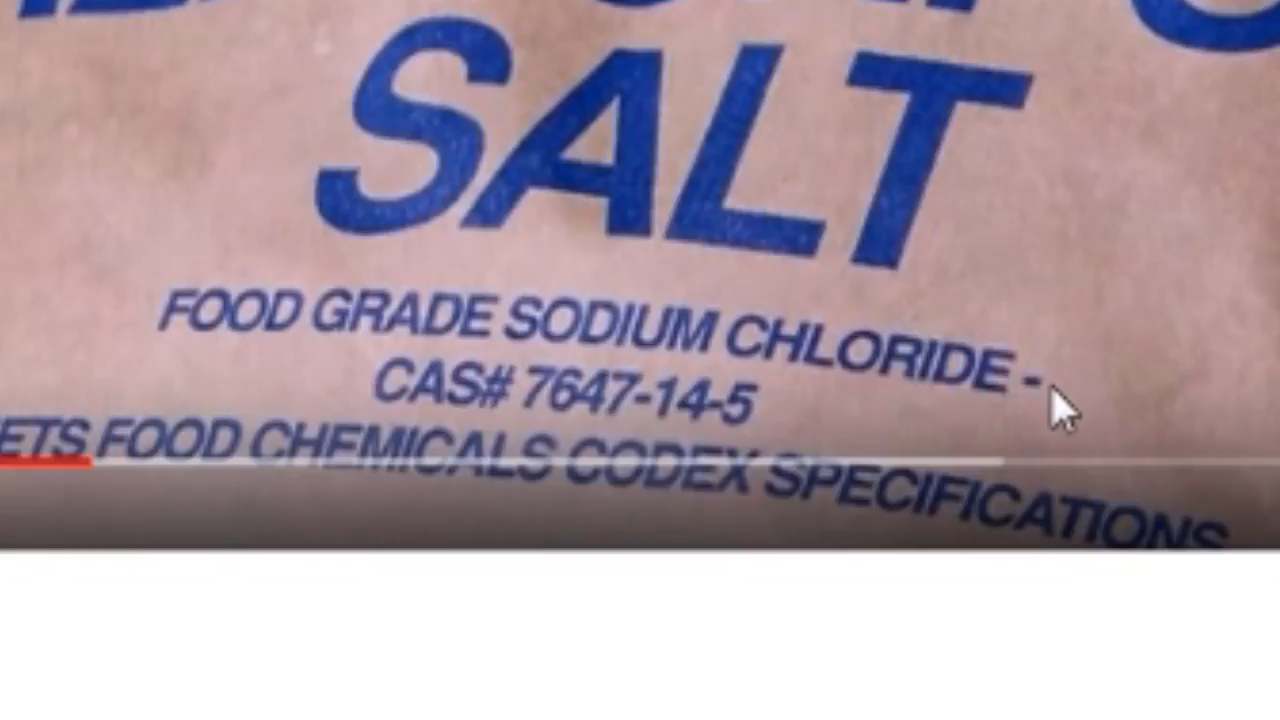 SALT
FOOD GRADE SODIUM CHLORIDE -
CAS# 7647-14-5
ETS FOOD CHEMICALS CODEX SPECIFICATIONS